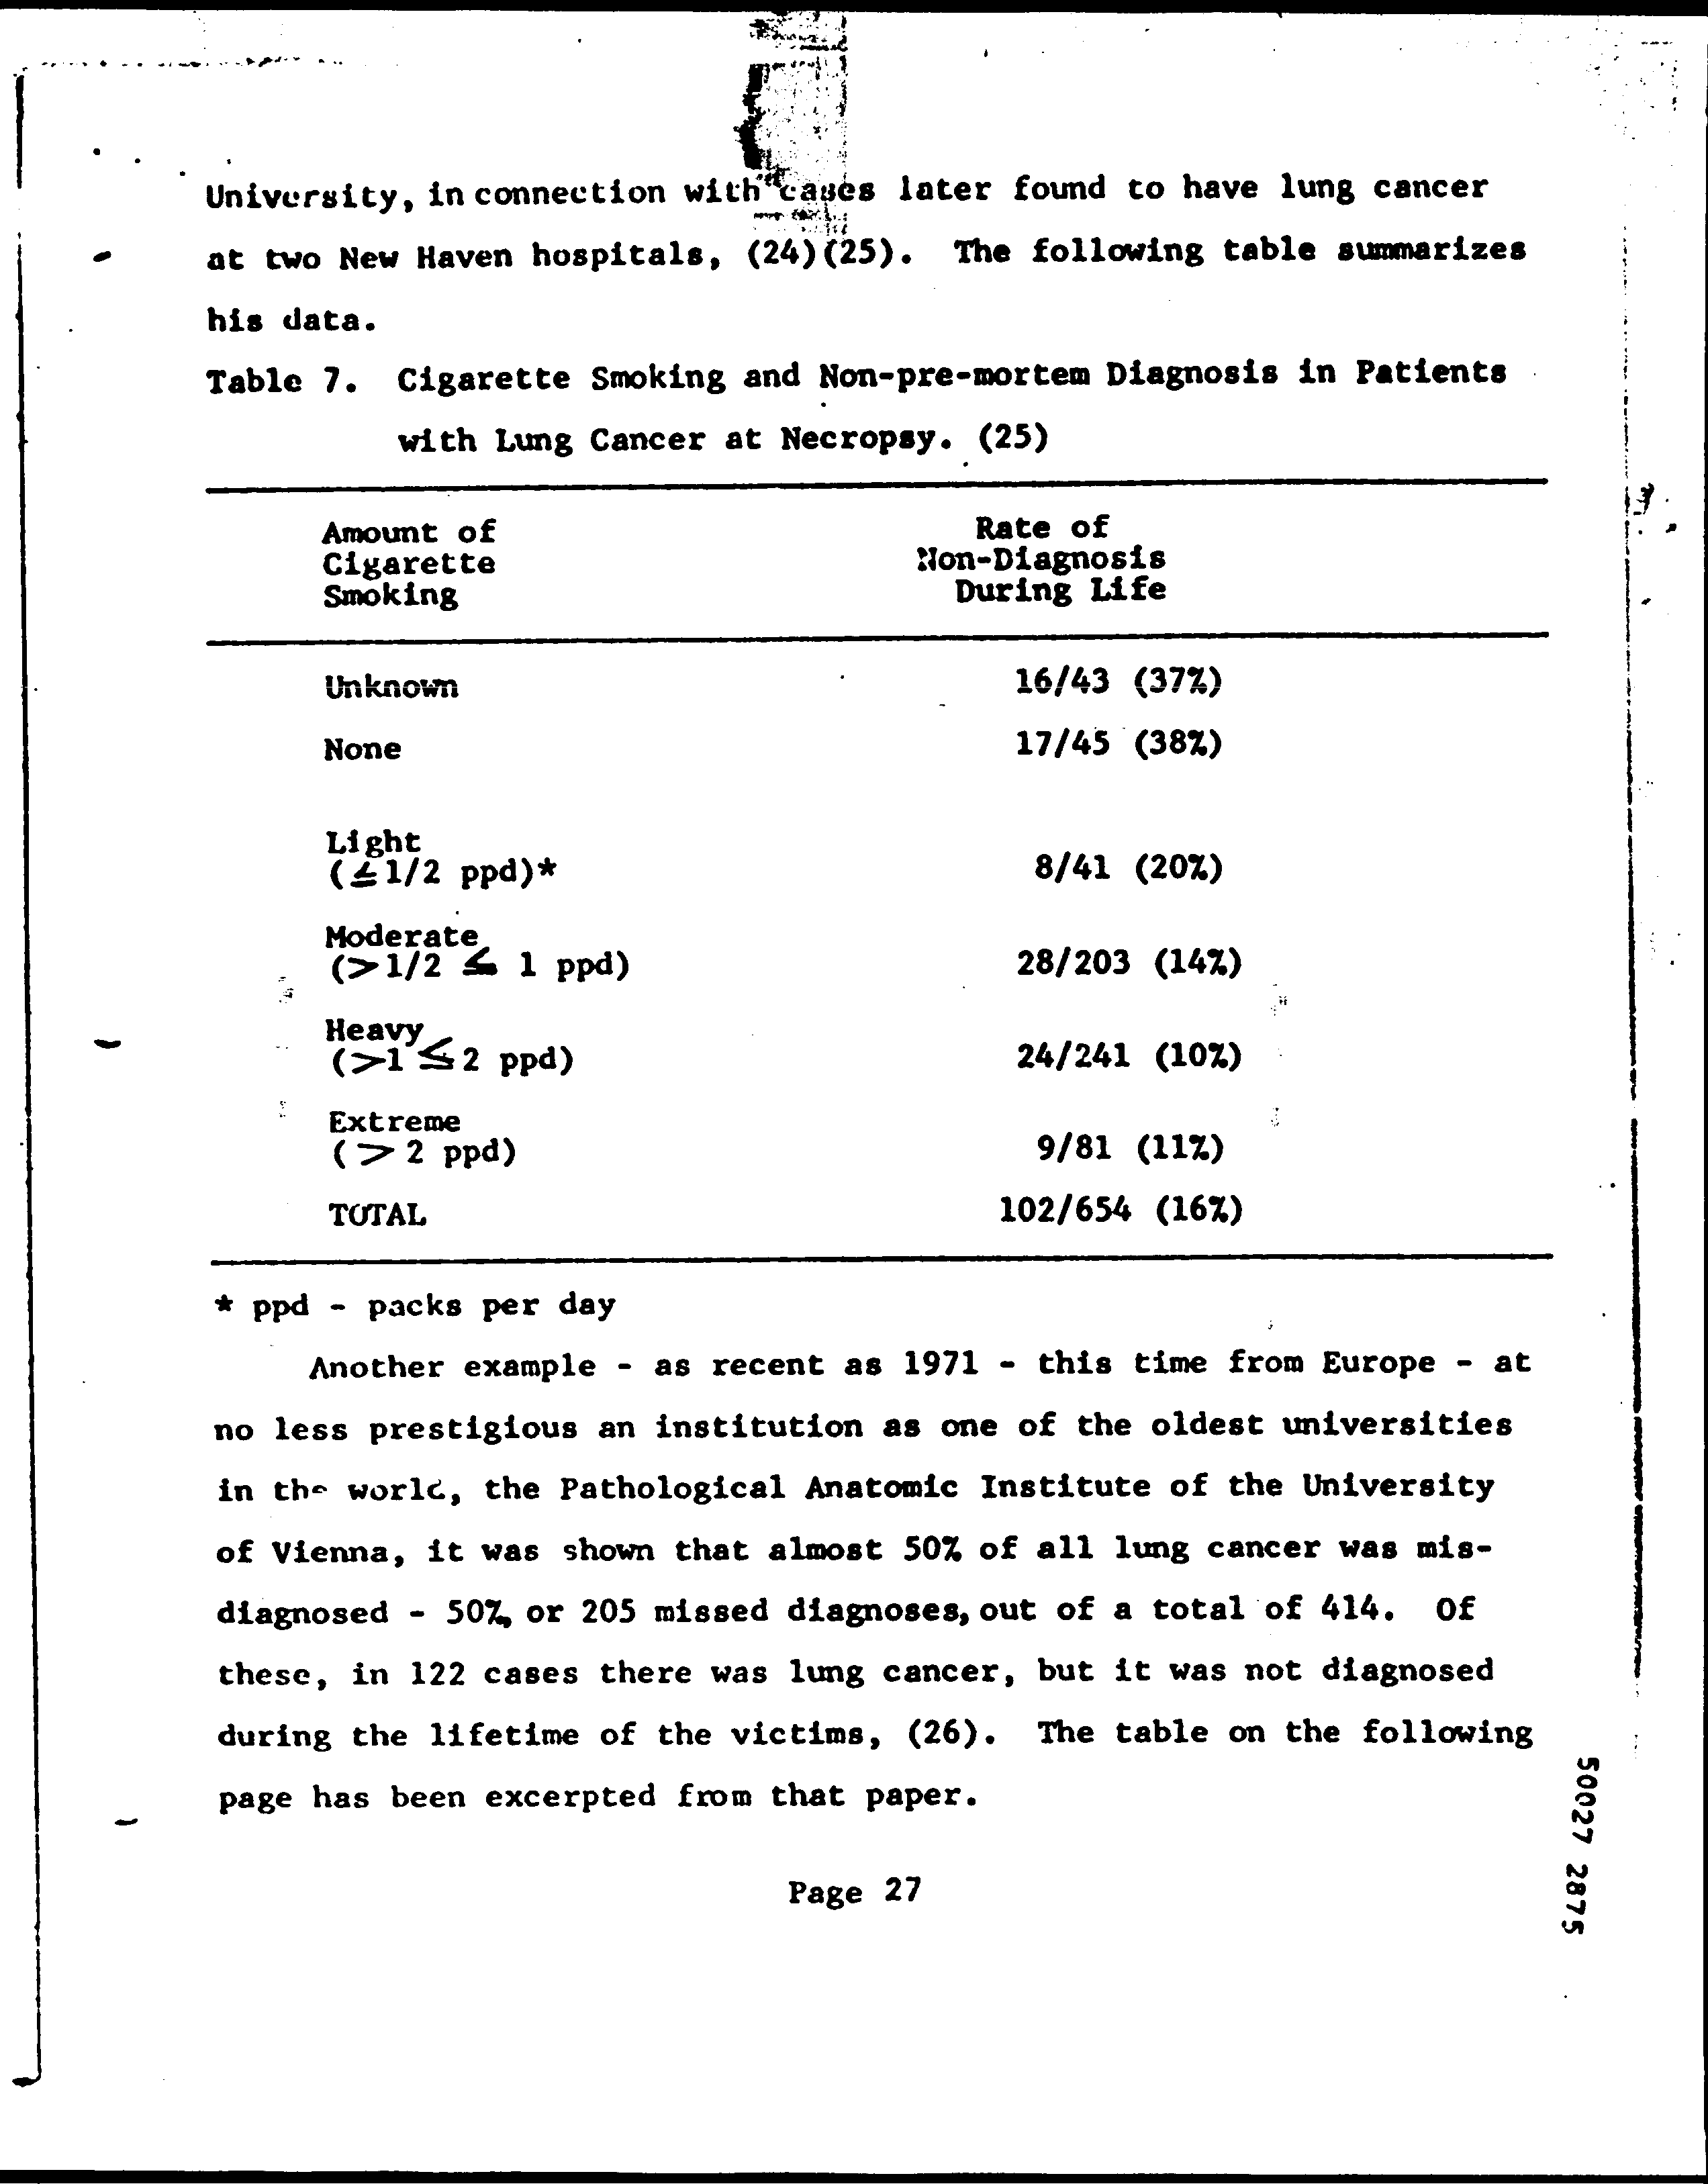 University, in connection with cases later found to have lung cancer
at two New Haven hospitals, (24)(25). The following table summarizes
his data.
Table 7. Cigarette Smoking and Non-pre-mortem Diagnosis in Patients
with Lung Cancer at Necropsy. (25)
Amount of Cigarette Smoking
Rate of Non-Diagnosis During Life
Unknown 16/43 (37%)
None 17/45 (38%)
Light
(≤1/2 ppd)* 8/41 (20%)
Moderate
(>1/2 ≤ 1 ppd) 28/203 (14%)
Heavy
(>1 ≤ 2 ppd) 24/241 (10%)
Extreme
(> 2 ppd) 9/81 (11%)
TOTAL 102/654 (16%)
* ppd - packs per day
Another example - as recent as 1971 - this time from Europe - at
no less prestigious an institution as one of the oldest universities
in the world, the Pathological Anatomic Institute of the University
of Vienna, it was shown that almost 50% of all lung cancer was mis-
diagnosed - 50%, or 205 missed diagnoses, out of a total of 414. Of
these, in 122 cases there was lung cancer, but it was not diagnosed
during the lifetime of the victims, (26). The table on the following
page has been excerpted from that paper.
Page 27
50027 2875